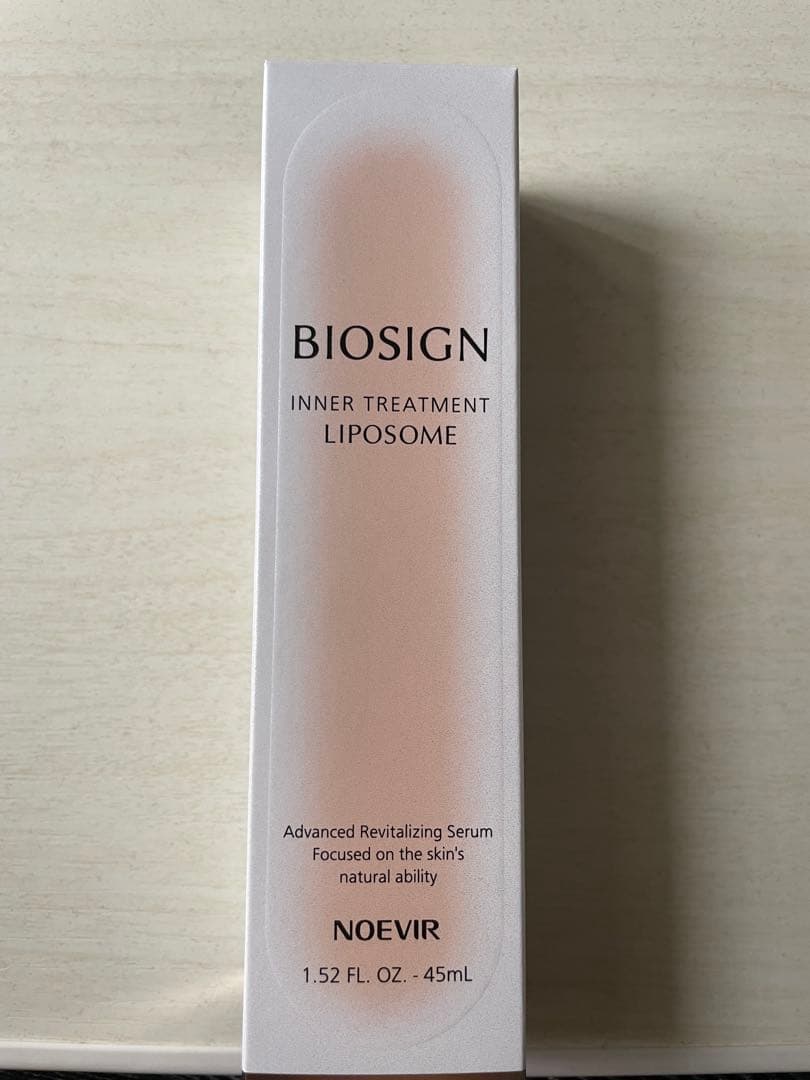 BIOSIGN
INNER TREATMENT
LIPOSOME
Advanced Revitalizing Serum
Focused on the skin's
natural ability
NOEVIR
1.52 FL. OZ. - 45mL